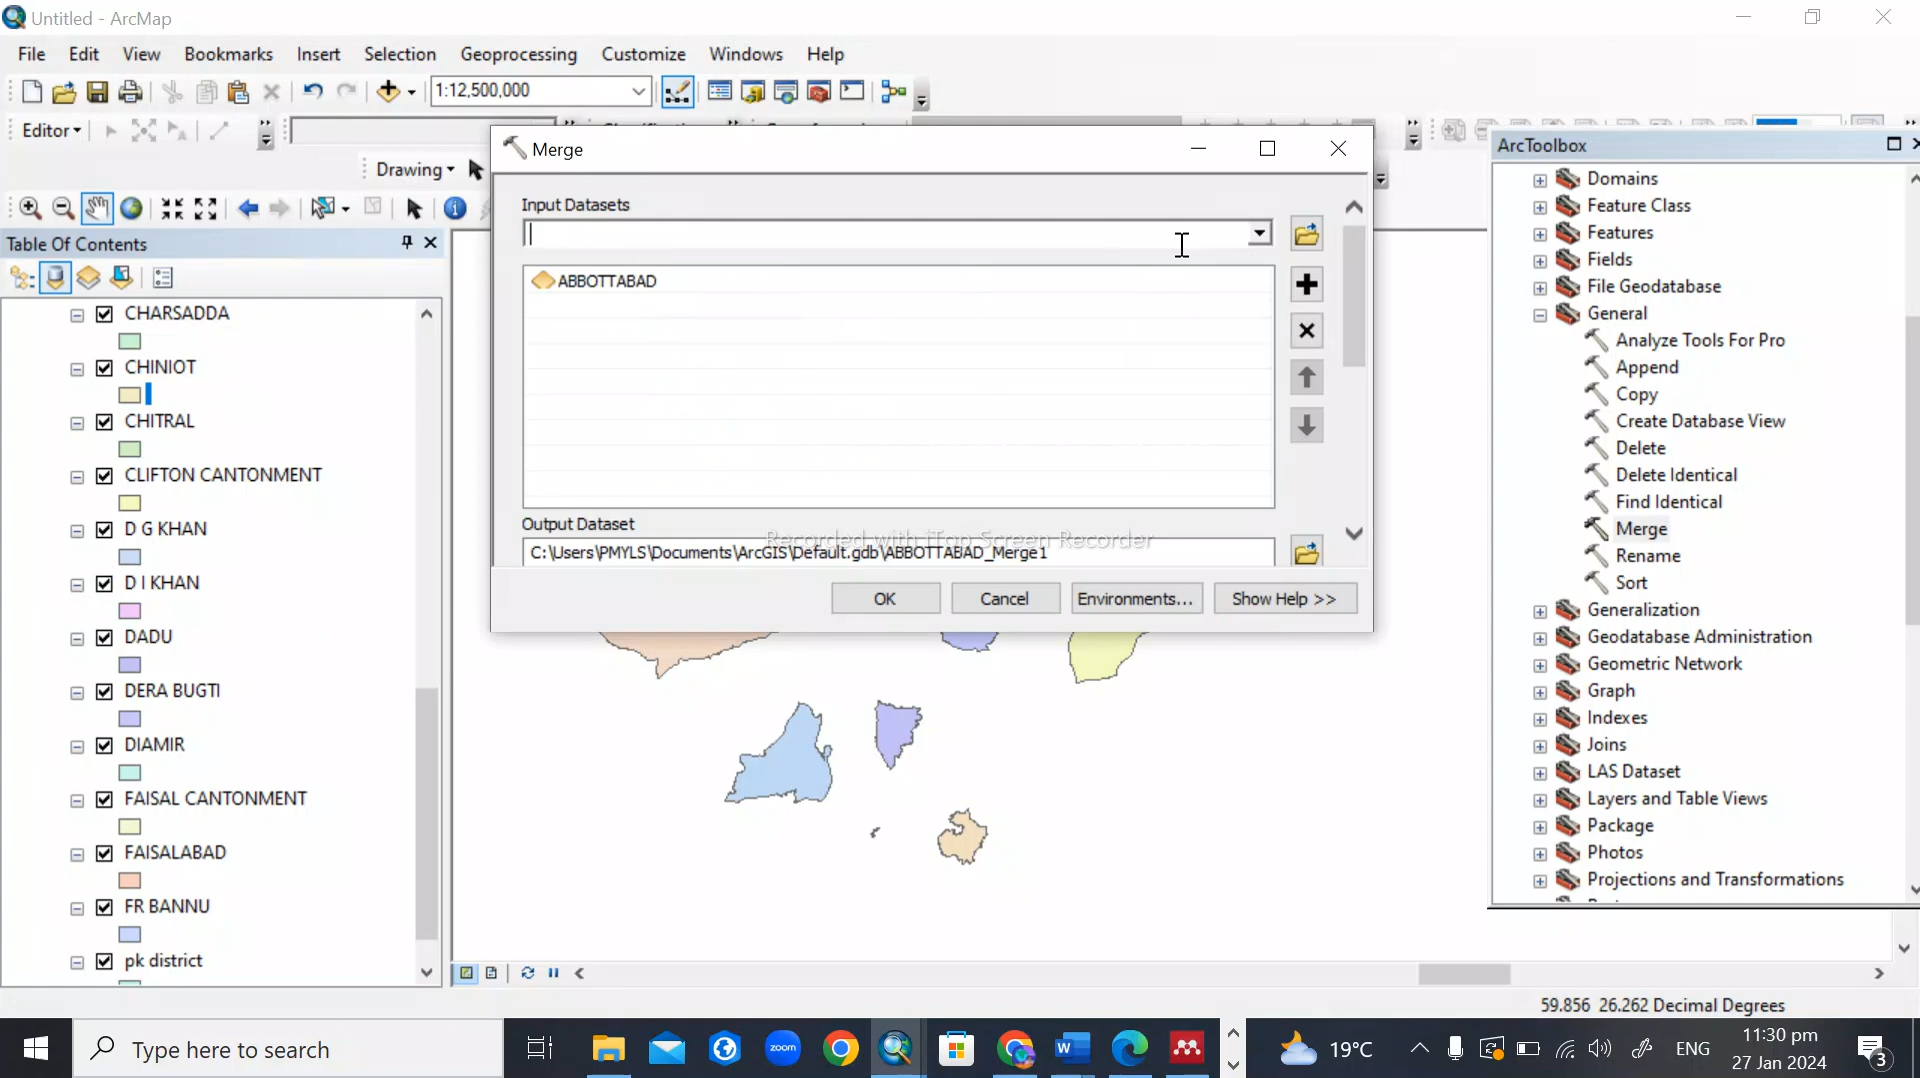 Untitled - ArcMap
File Edit View Bookmarks Insert Selection Geoprocessing Customize Windows Help
1:12,500,000
Editor
Drawing
Table Of Contents
CHARSADDA
CHINIOT
CHITRAL
CLIFTON CANTONMENT
D G KHAN
D I KHAN
DADU
DERA BUGTI
DIAMIR
FAISAL CANTONMENT
FAISALABAD
FR BANNU
pk district
Merge
Input Datasets
ABBOTTABAD
Output Dataset
Recorded with iTop Screen Recorder
C:\Users\PMYLS\Documents\ArcGIS\Default.gdb\ABBOTTABAD_Merge1
OK Cancel Environments... Show Help >>
ArcToolbox
Domains
Feature Class
Features
Fields
File Geodatabase
General
Analyze Tools For Pro
Append
Copy
Create Database View
Delete
Delete Identical
Find Identical
Merge
Rename
Sort
Generalization
Geodatabase Administration
Geometric Network
Graph
Indexes
Joins
LAS Dataset
Layers and Table Views
Package
Photos
Projections and Transformations
59.856 26.262 Decimal Degrees
Type here to search
zoom
W
19°C
ENG
11:30 pm
27 Jan 2024
3